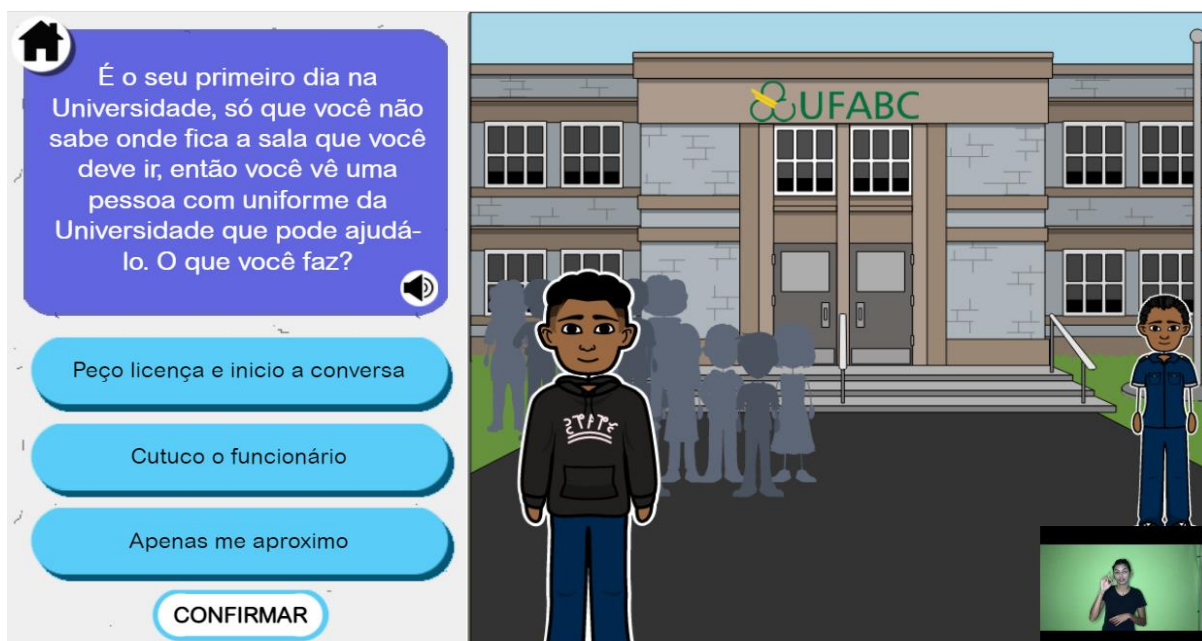 É o seu primeiro dia na
Universidade, só que você não
sabe onde fica a sala que você
deve ir, então você vê uma
pessoa com uniforme da
Universidade que pode ajudá-
lo. O que você faz?
Peço licença e inicio a conversa
Cutuco o funcionário
Apenas me aproximo
CONFIRMAR
UFABC